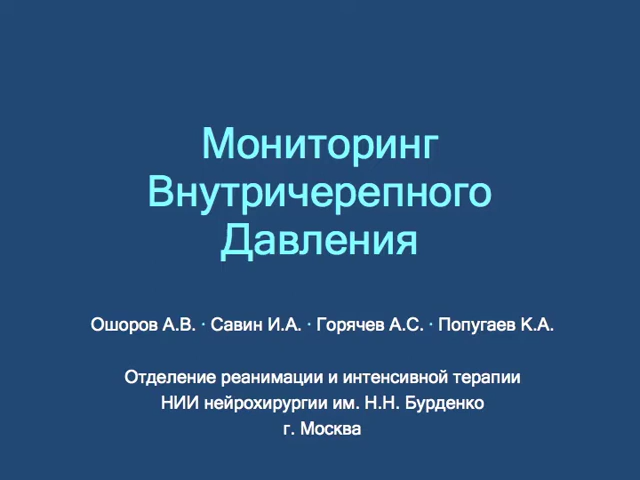 Мониторинг
Внутричерепного
Давления
Ошоров А.В. · Савин И.А. · Горячев А.С. · Попугаев К.А.
Отделение реанимации и интенсивной терапии
НИИ нейрохирургии им. Н.Н. Бурденко
г. Москва